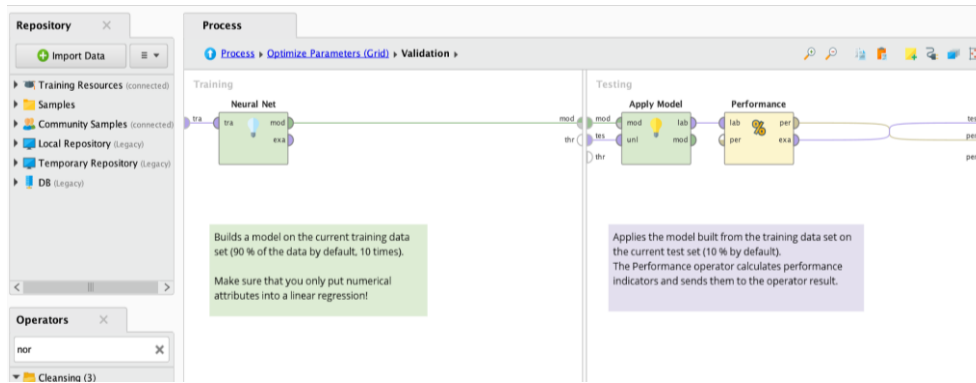 Repository
Import Data
Training Resources (connected)
Samples
Community Samples (connected)
Local Repository (Legacy)
Temporary Repository (Legacy)
DB (Legacy)
Operators
nor
Cleansing (3)
Process
Process Optimize Parameters (Grid) Validation
Training
Neural Net
tra
tra mod
exa
mod
thr
Builds a model on the current training data
set (90 % of the data by default, 10 times).
Make sure that you only put numerical
attributes into a linear regression!
Testing
Apply Model Performance
mod mod lab lab per
tes unl mod per exa
thr
tes
per
per
Applies the model built from the training data set on
the current test set (10 % by default).
The Performance operator calculates performance
indicators and sends them to the operator result.